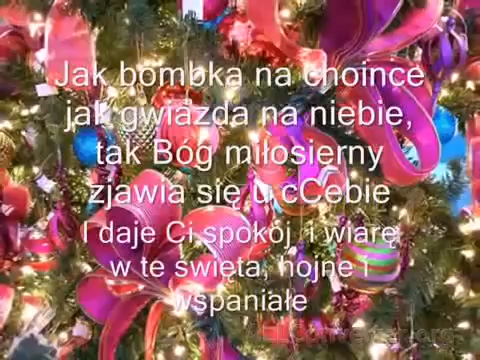 Jak bombka na choince
jak gwiazda na niebie,
tak Bóg miłosierny
zjawia się u cCebie
I daje Ci spokój i wiarę
w te święta, hojne i
wspaniałe